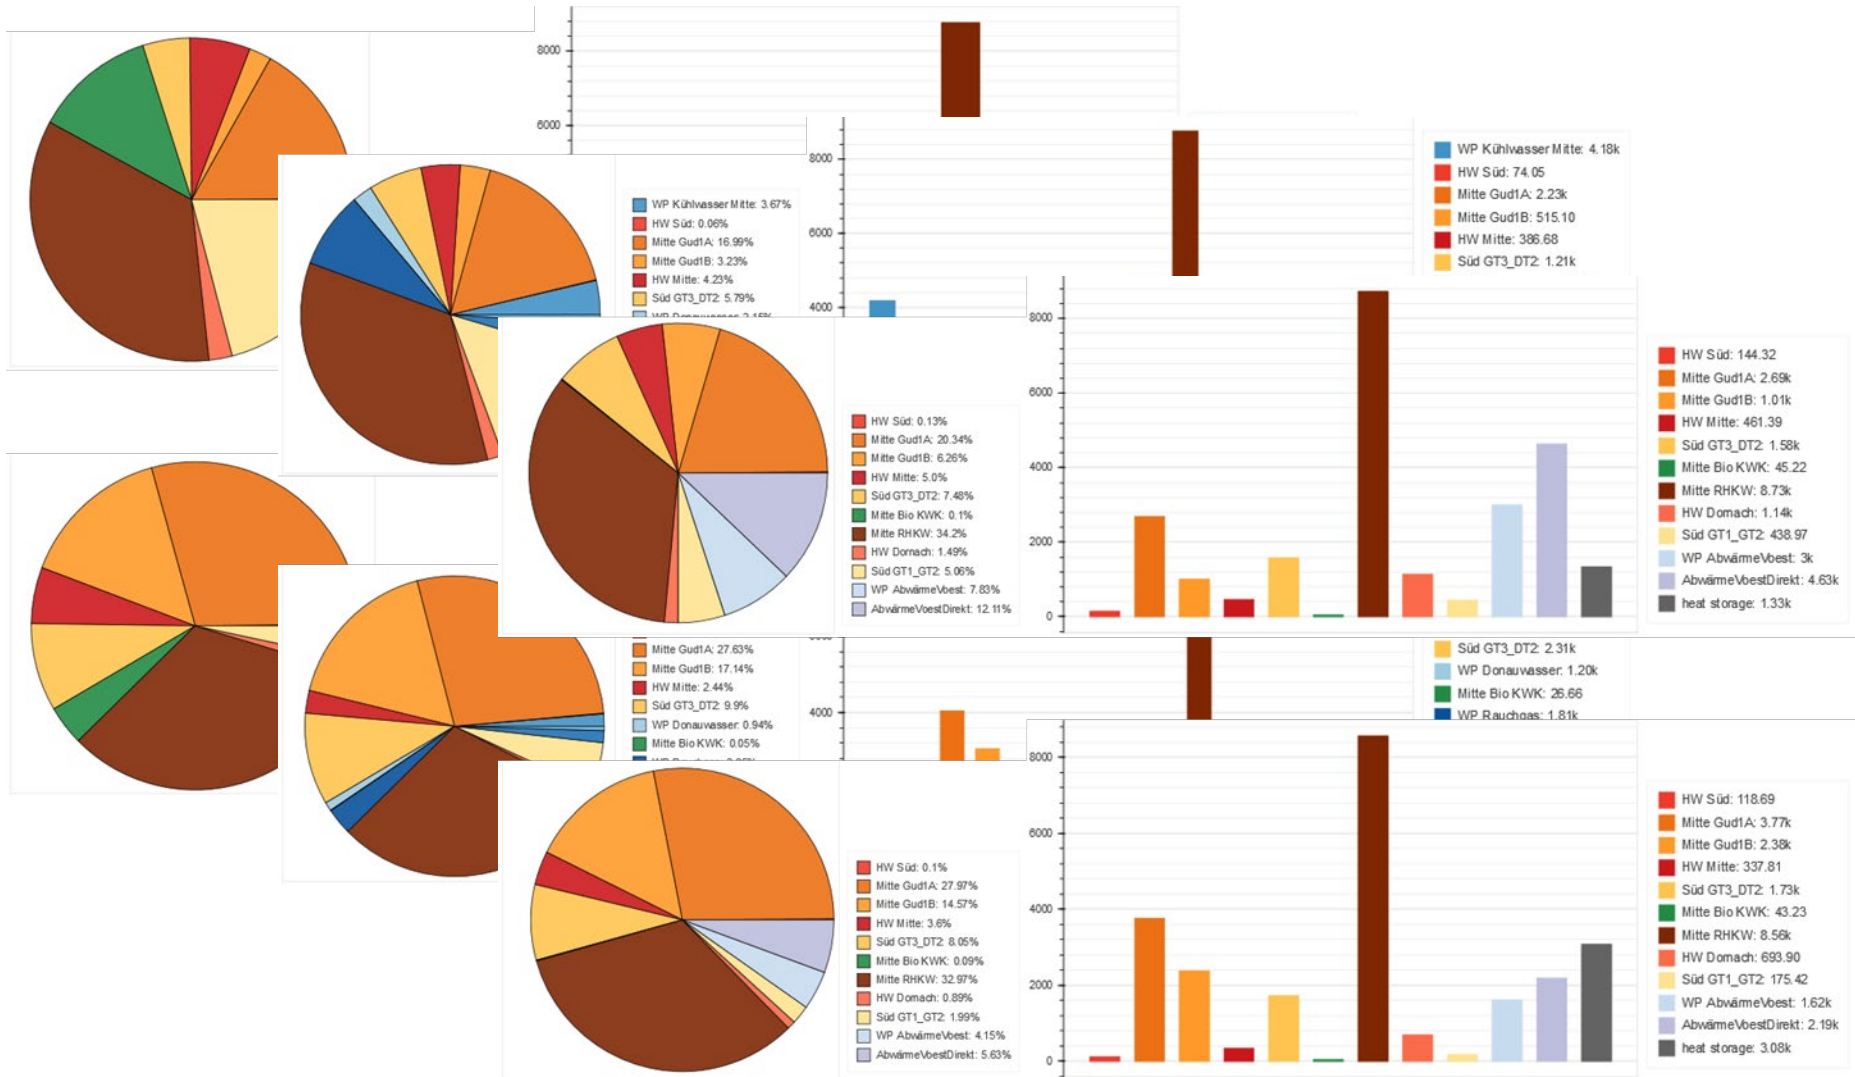 8000
6000
8000
6000
4000
WP Kühlwasser Mitte: 4.18k
HW Süd: 74.05
Mitte Gud1A: 2.23k
Mitte Gud1B: 515.10
HW Mitte: 386.68
Süd GT3_DT2: 1.21k
WP Kühlwasser Mitte: 3.67%
HW Süd: 0.06%
Mitte Gud1A: 16.99%
Mitte Gud1B: 3.23%
HW Mitte: 4.23%
Süd GT3_DT2: 5.79%
WP Donauwasser: 2.15%
HW Süd: 0.13%
Mitte Gud1A: 20.34%
Mitte Gud1B: 6.26%
HW Mitte: 5.0%
Süd GT3_DT2: 7.48%
Mitte Bio KWK: 0.1%
Mitte RHKW: 34.2%
HW Dornach: 1.49%
Süd GT1_GT2: 5.06%
WP AbwärmeVoest: 7.83%
AbwärmeVoestDirekt: 12.11%
8000
6000
4000
2000
0
HW Süd: 144.32
Mitte Gud1A: 2.69k
Mitte Gud1B: 1.01k
HW Mitte: 461.39
Süd GT3_DT2: 1.58k
Mitte Bio KWK: 45.22
Mitte RHKW: 8.73k
HW Dornach: 1.14k
Süd GT1_GT2: 438.97
WP AbwärmeVoest: 3k
AbwärmeVoestDirekt: 4.63k
heat storage: 1.33k
Mitte Gud1A: 27.63%
Mitte Gud1B: 17.14%
HW Mitte: 2.44%
Süd GT3_DT2: 9.9%
WP Donauwasser: 0.94%
Mitte Bio KWK: 0.05%
4000
Süd GT3_DT2: 2.31k
WP Donauwasser: 1.20k
Mitte Bio KWK: 26.66
WP Rauchgas: 1.81k
HW Süd: 0.1%
Mitte Gud1A: 27.97%
Mitte Gud1B: 14.57%
HW Mitte: 3.6%
Süd GT3_DT2: 8.05%
Mitte Bio KWK: 0.09%
Mitte RHKW: 32.97%
HW Dornach: 0.89%
Süd GT1_GT2: 1.99%
WP AbwärmeVoest: 4.15%
AbwärmeVoestDirekt: 5.63%
8000
6000
4000
2000
0
HW Süd: 118.69
Mitte Gud1A: 3.77k
Mitte Gud1B: 2.38k
HW Mitte: 337.81
Süd GT3_DT2: 1.73k
Mitte Bio KWK: 43.23
Mitte RHKW: 8.56k
HW Dornach: 693.90
Süd GT1_GT2: 175.42
WP AbwärmeVoest: 1.62k
AbwärmeVoestDirekt: 2.19k
heat storage: 3.08k